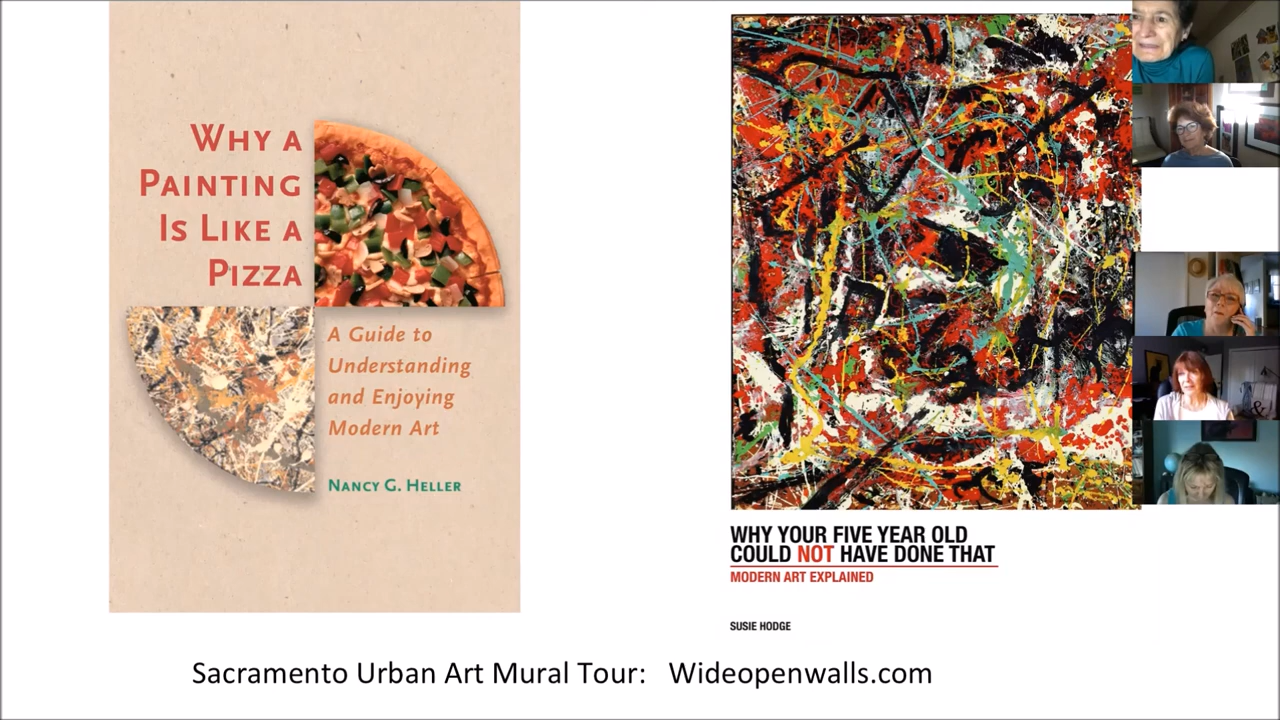 WHY A
PAINTING
IS LIKE A
PIZZA
A Guide to
Understanding
and Enjoying
Modern Art
NANCY G. HELLER
WHY YOUR FIVE YEAR OLD
COULD NOT HAVE DONE THAT
MODERN ART EXPLAINED
SUSIE HODGE
Sacramento Urban Art Mural Tour: Wideopenwalls.com